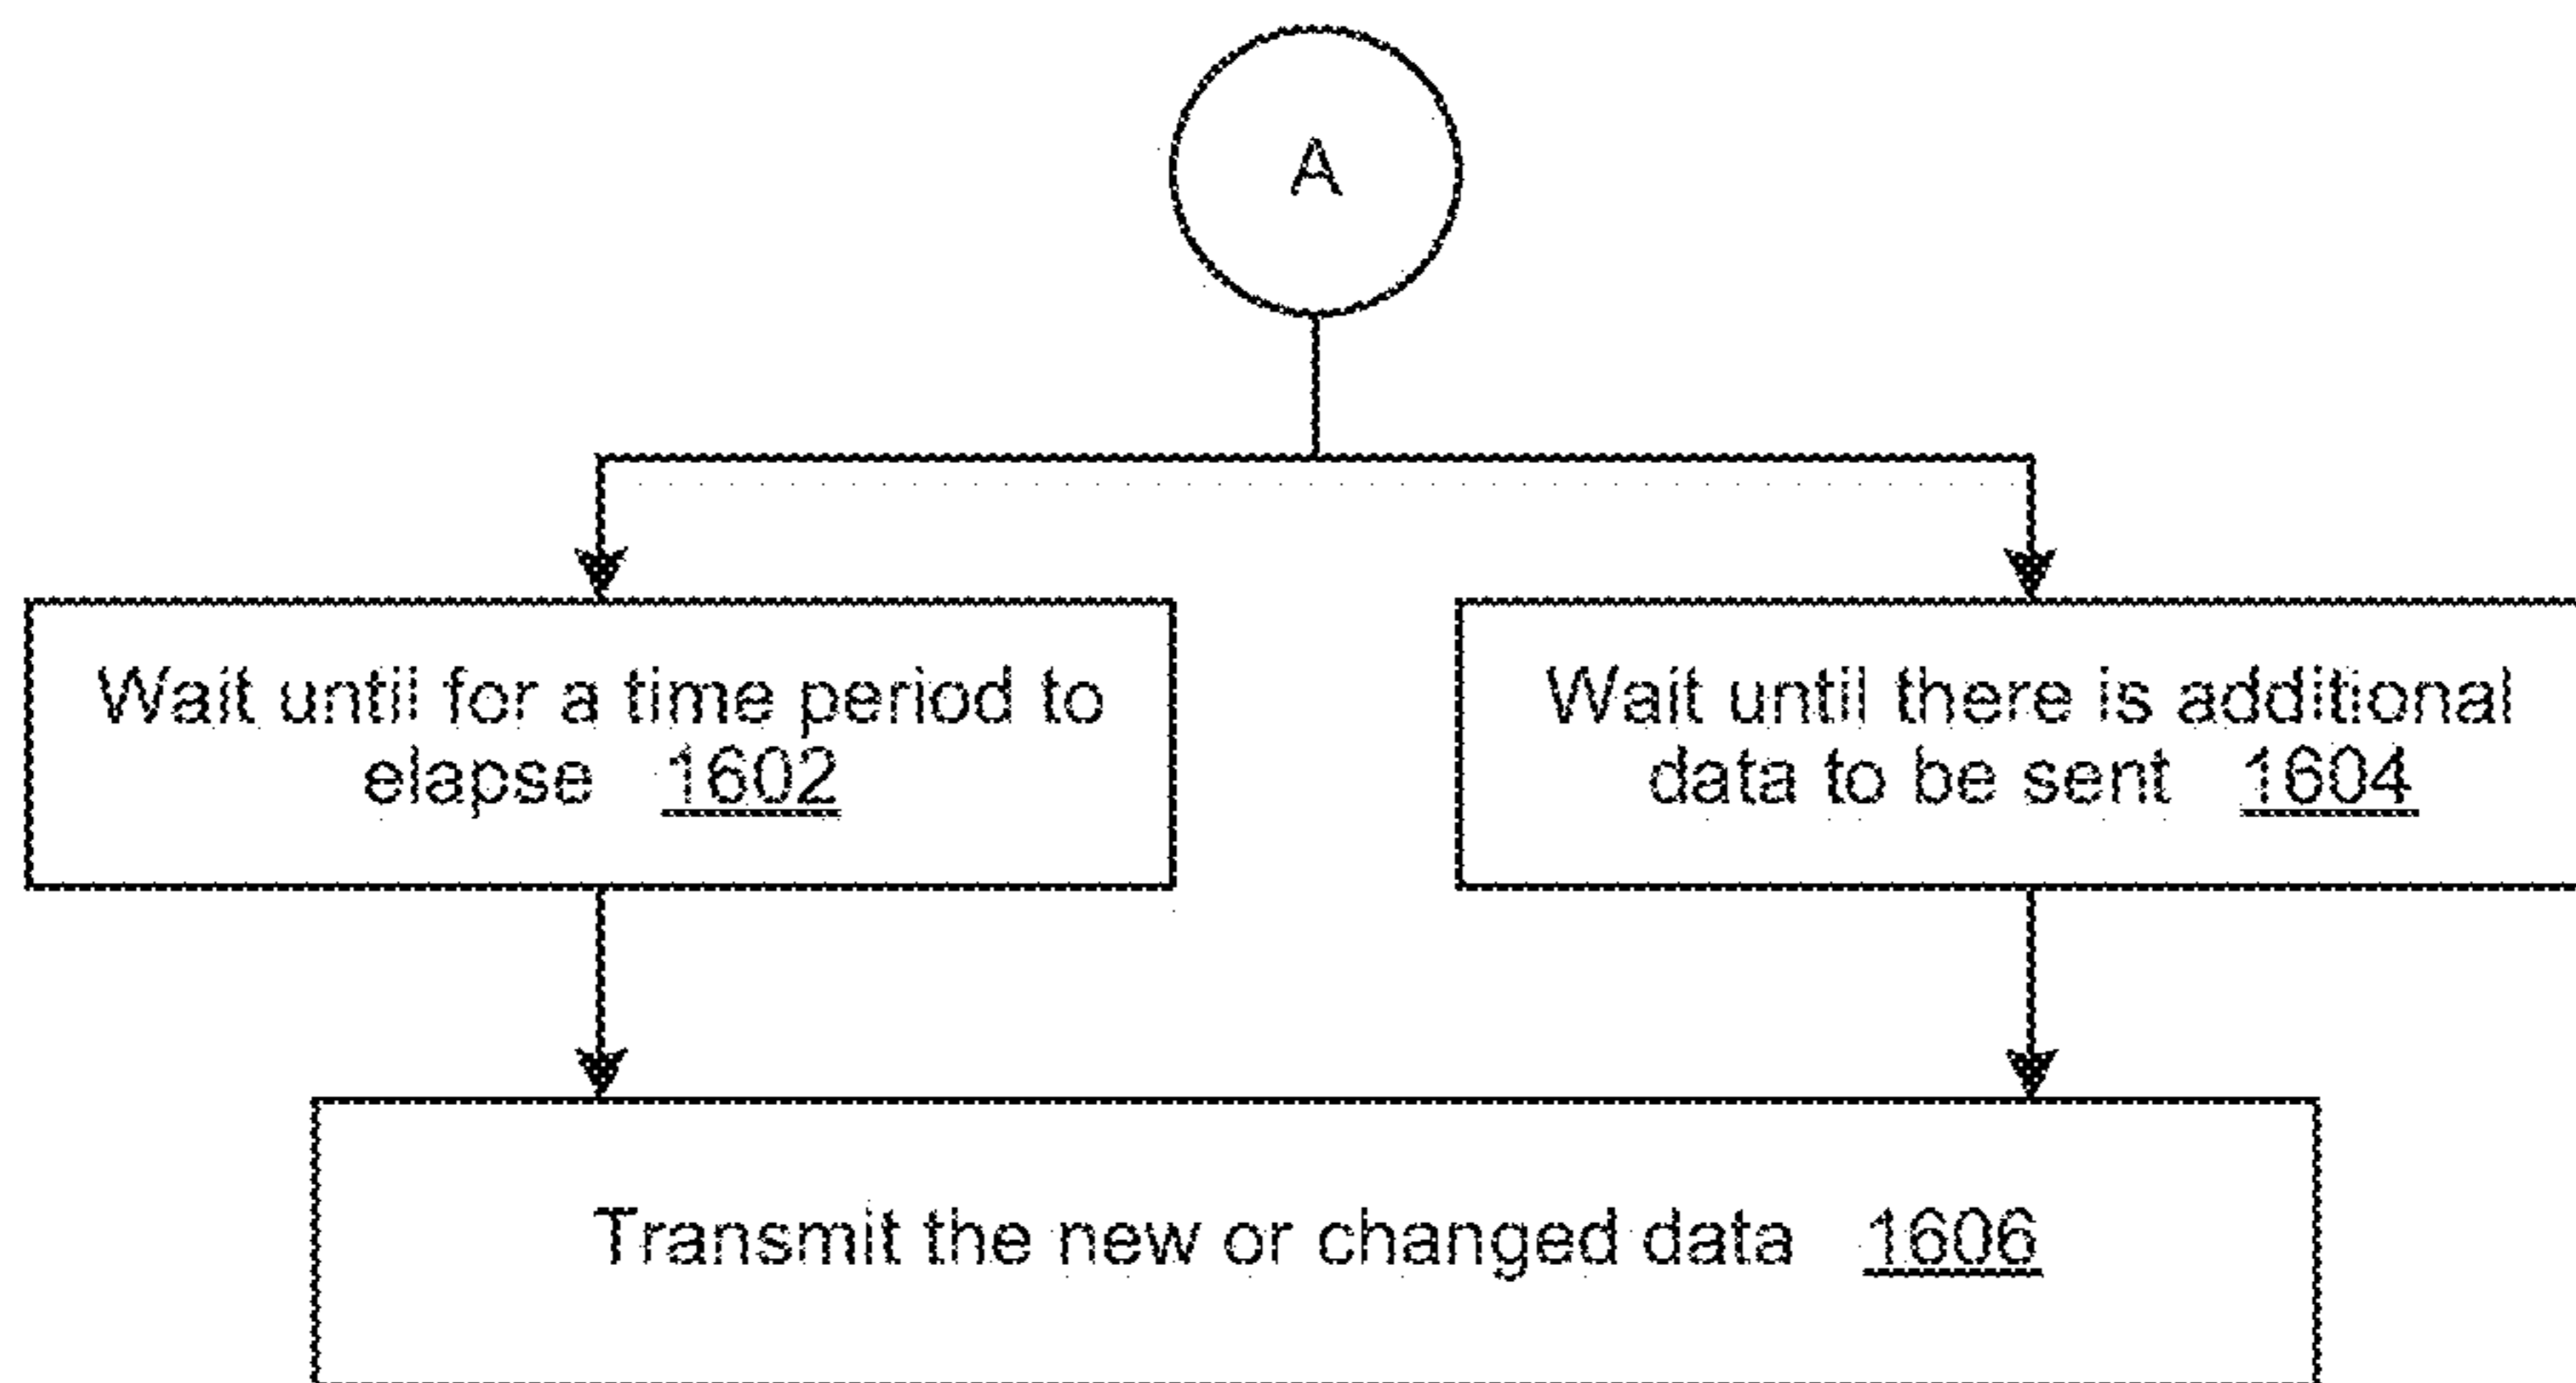 A
Wait until for a time period to
elapse 1602
Wait until there is additional
data to be sent 1604
Transmit the new or changed data 1606